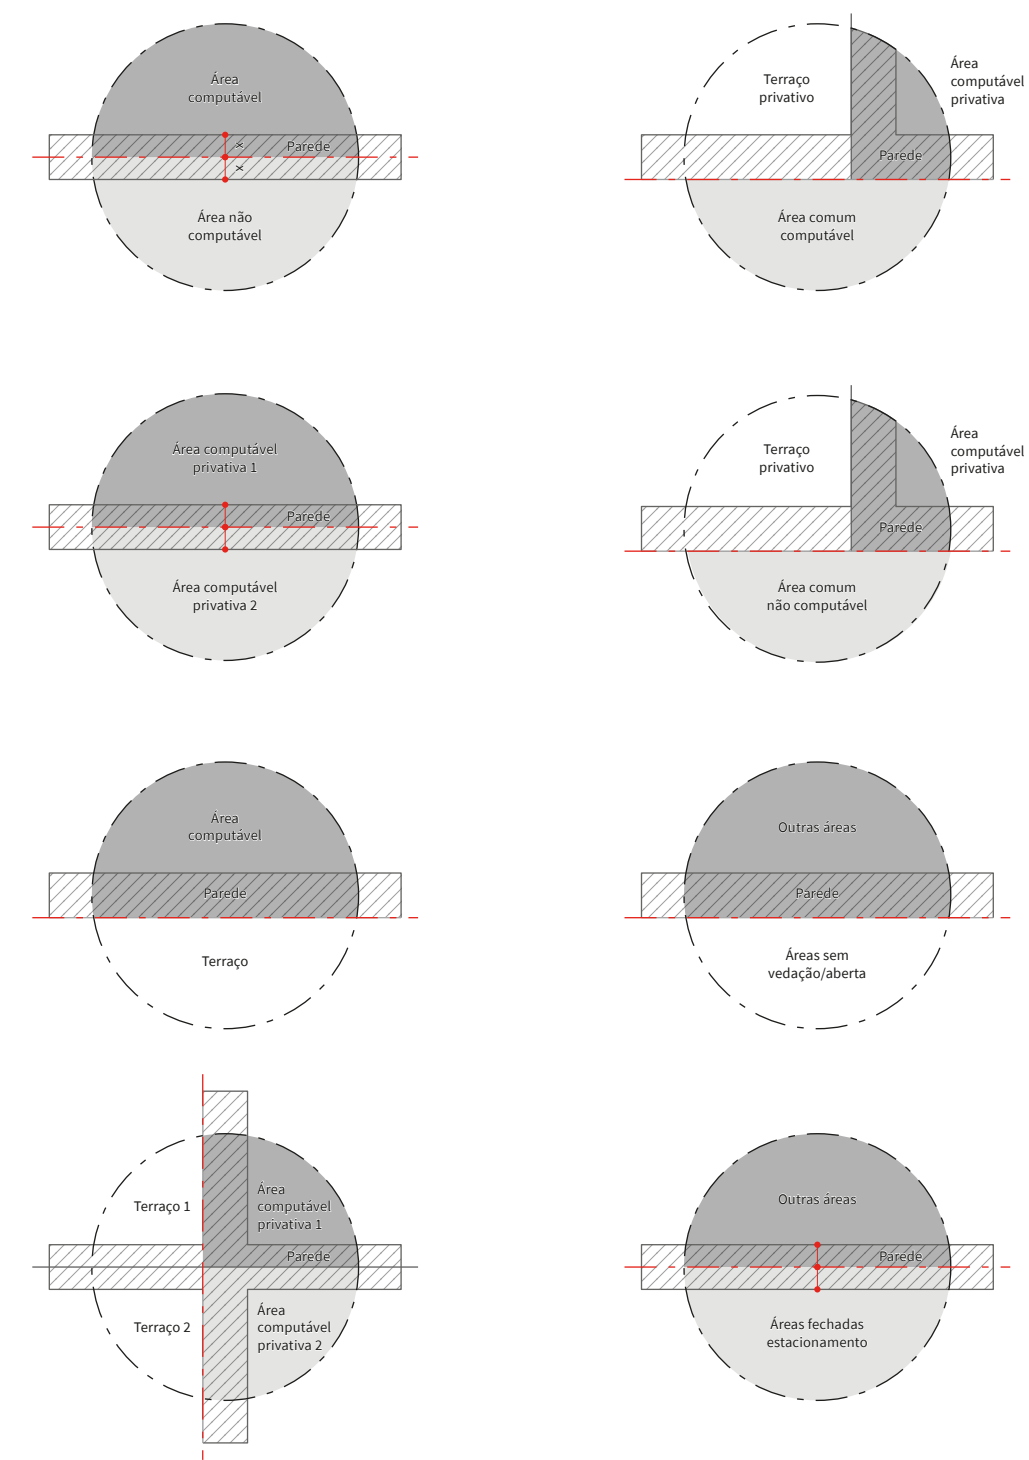 Área
computável
x
Parede
x
Área não
computável
Terraço
privativo
Área
computável
privativa
Parede
Área comum
computável
Área computável
privativa 1
Parede
Área computável
privativa 2
Terraço
privativo
Área
computável
privativa
Parede
Área comum
não computável
Área
computável
Parede
Terraço
Outras áreas
Parede
Áreas sem
vedação/aberta
Terraço 1
Área
computável
privativa 1
Parede
Terraço 2
Área
computável
privativa 2
Outras áreas
Parede
Áreas fechadas
estacionamento